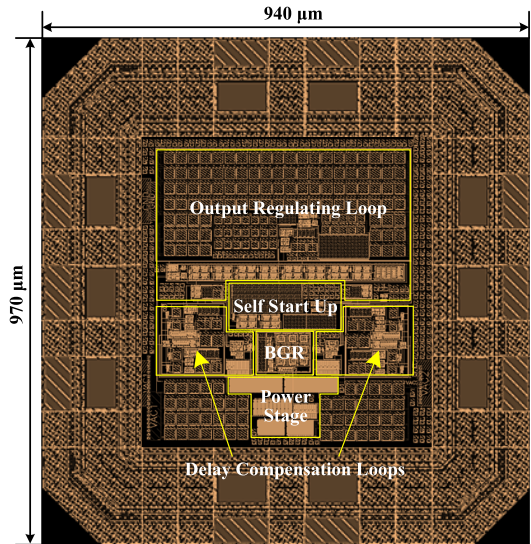 940 μm
970 μm
Output Regulating Loop
Self Start Up
BGR
Power
Stage
Delay Compensation Loops